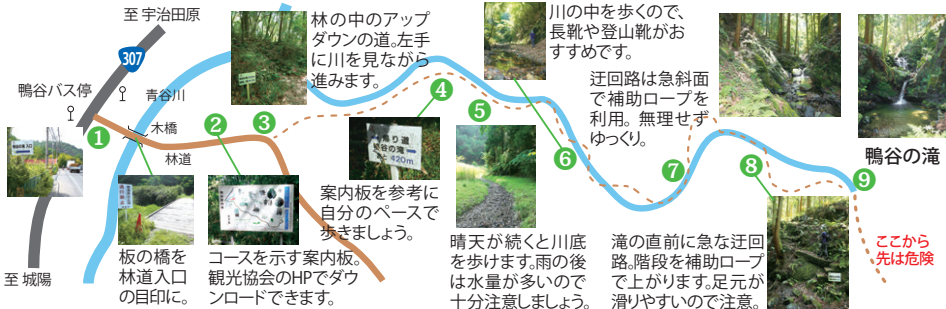 至 宇治田原
307
鴨谷バス停
青谷川
木橋
林道
至 城陽
1
2
3
4
5
6
7
8
9
板の橋を
林道入口
の目印に。
コースを示す案内板。
観光協会のHPでダウ
ンロードできます。
林の中のアップ
ダウンの道。左手
に川を見ながら
進みます。
420m
案内板を参考に
自分のペースで
歩きましょう。
晴天が続くと川底
を歩けます。雨の後
は水量が多いので
十分注意しましょう。
川の中を歩くので、
長靴や登山靴がお
すすめです。
迂回路は急斜面
で補助ロープを
利用。無理せず
ゆっくり。
滝の直前に急な迂回
路。階段を補助ロープ
で上がります。足元が
滑りやすいので注意。
鴨谷の滝
ここから
先は危険